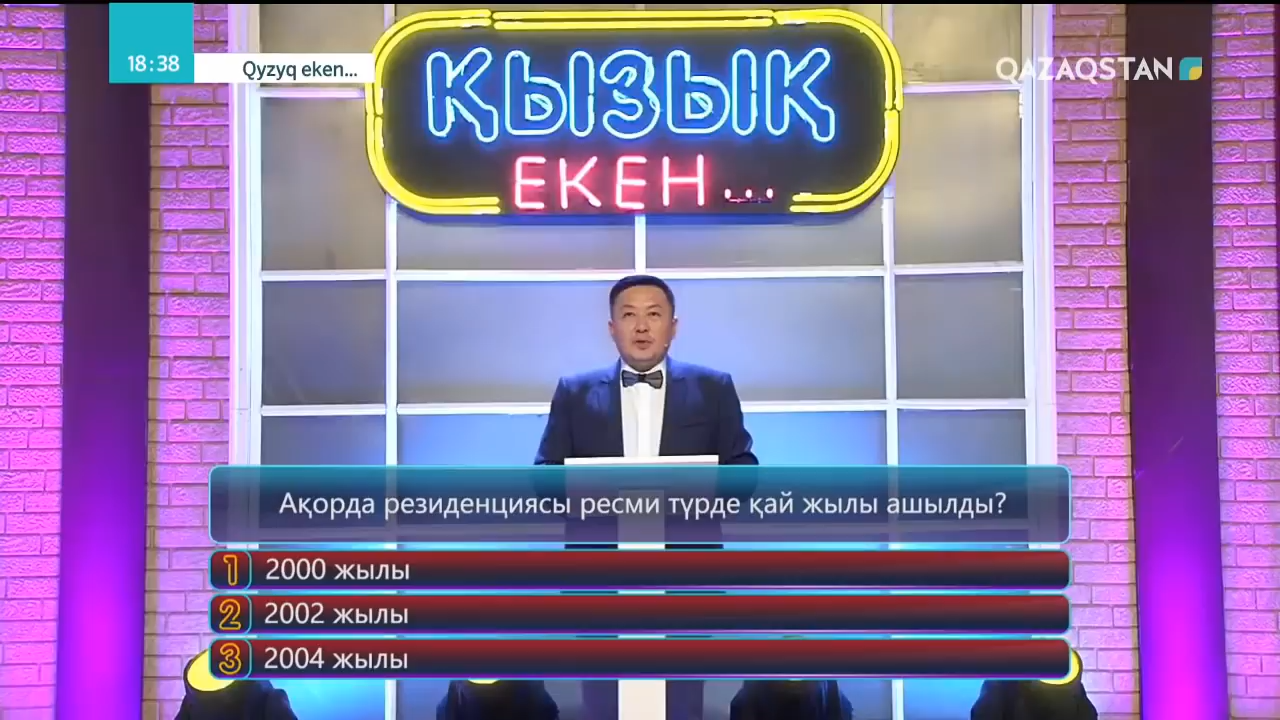 18:38
Qyzyq eken...
QAZAQSTAN
ҚЫЗЫҚ
ЕКЕН...
Ақорда резиденциясы ресми түрде қай жылы ашылды?
1 2000 жылы
2 2002 жылы
3 2004 жылы